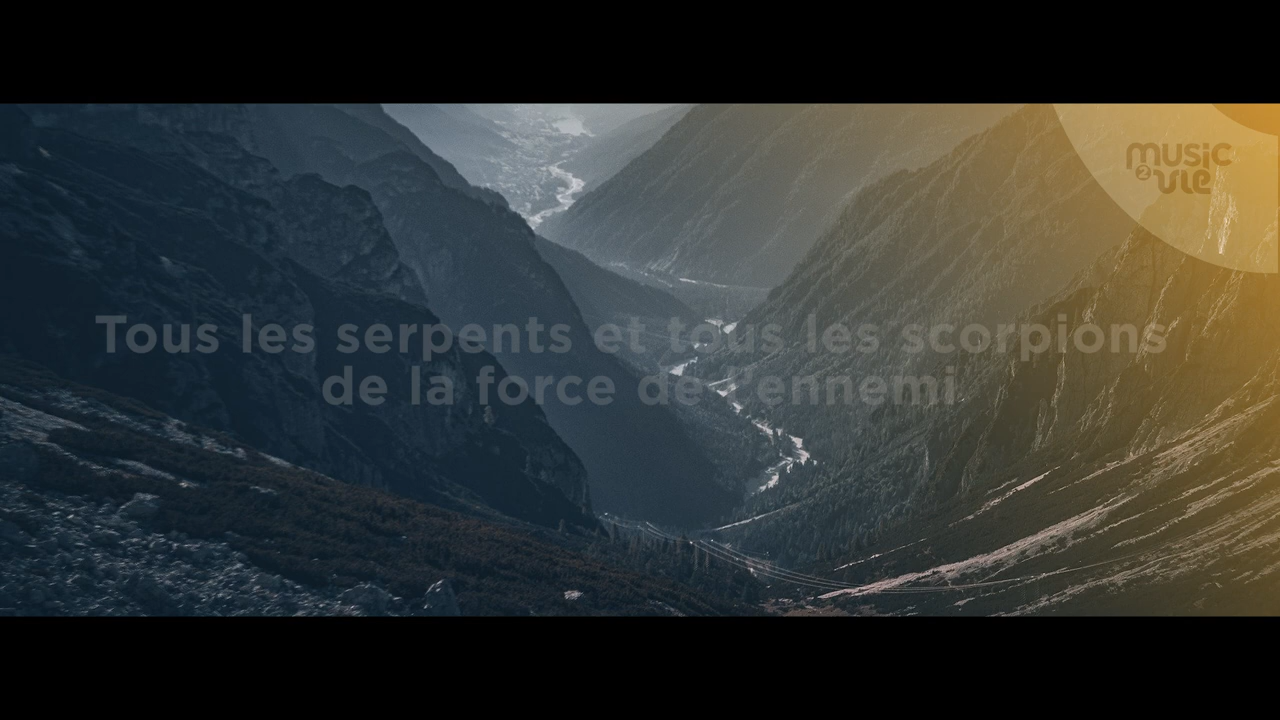 music
2
vie
Tous les serpents et tous les scorpions
de la force de l'ennemi